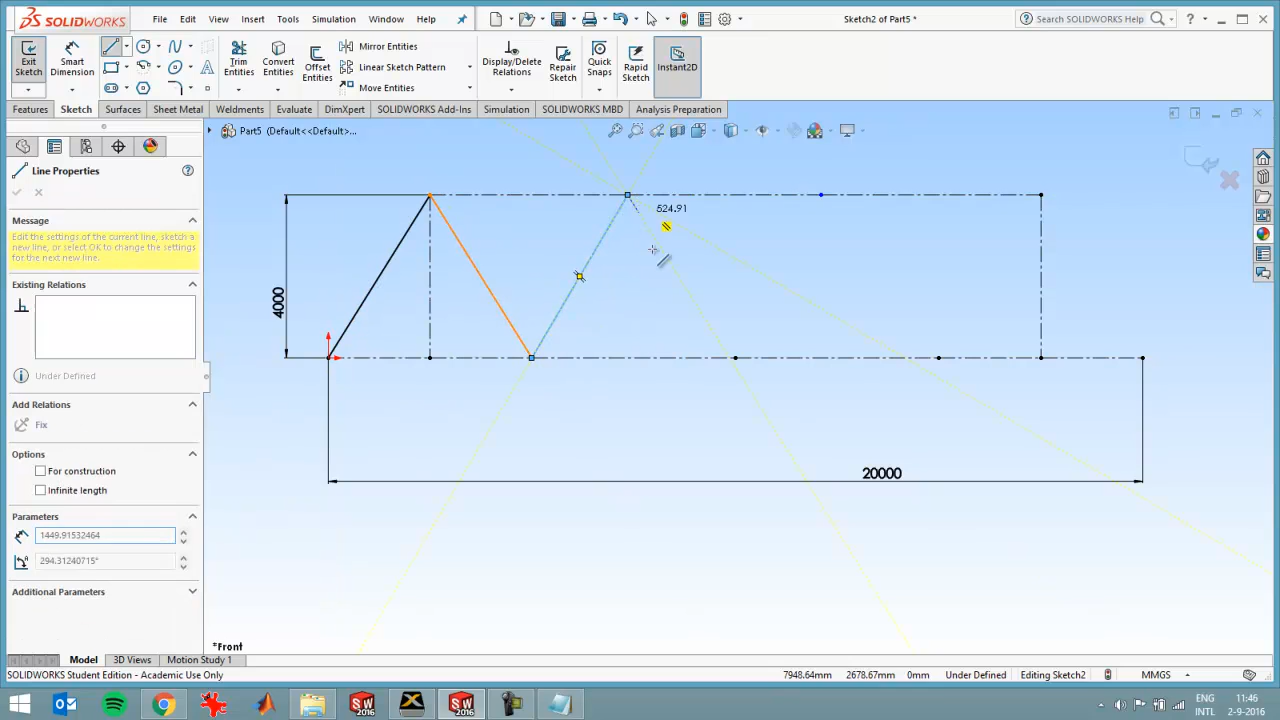 3S SOLIDWORKS
File
Edit
View
Insert
Tools
Simulation
Window
Help
Sketch2 of Part5 *
Search SOLIDWORKS Help
Exit Sketch
Smart Dimension
Trim Entities
Convert Entities
Offset Entities
Mirror Entities
Linear Sketch Pattern
Move Entities
Display/Delete Relations
Repair Sketch
Quick Snaps
Rapid Sketch
Instant2D
Features
Sketch
Surfaces
Sheet Metal
Weldments
Evaluate
DimXpert
SOLIDWORKS Add-Ins
Simulation
SOLIDWORKS MBD
Analysis Preparation
Part5 (Default<<Default>...
Line Properties
Message
Edit the settings of the current line, sketch a
new line, or select OK to change the settings
for the next new line.
Existing Relations
Under Defined
Add Relations
Fix
Options
For construction
Infinite length
Parameters
1449.91532464
294.31240715°
Additional Parameters
524.91
4000
20000
*Front
Model
3D Views
Motion Study 1
SOLIDWORKS Student Edition - Academic Use Only
7948.64mm
2678.67mm
0mm
Under Defined
Editing Sketch2
MMGS
SW 2016
SW 2016
ENG
INTL
11:46
2-9-2016